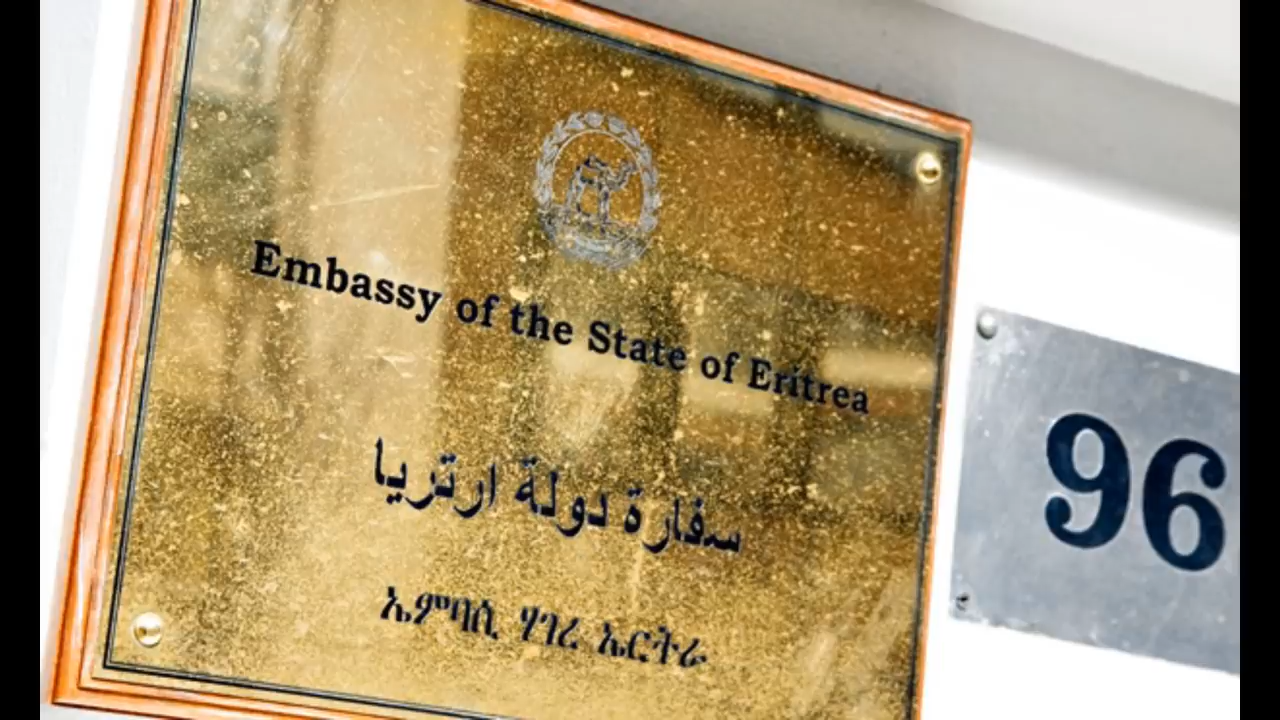 Embassy of the State of Eritrea
سفارة دولة ارتريا
ኤምባሲ ሃገረ ኤርትራ
96